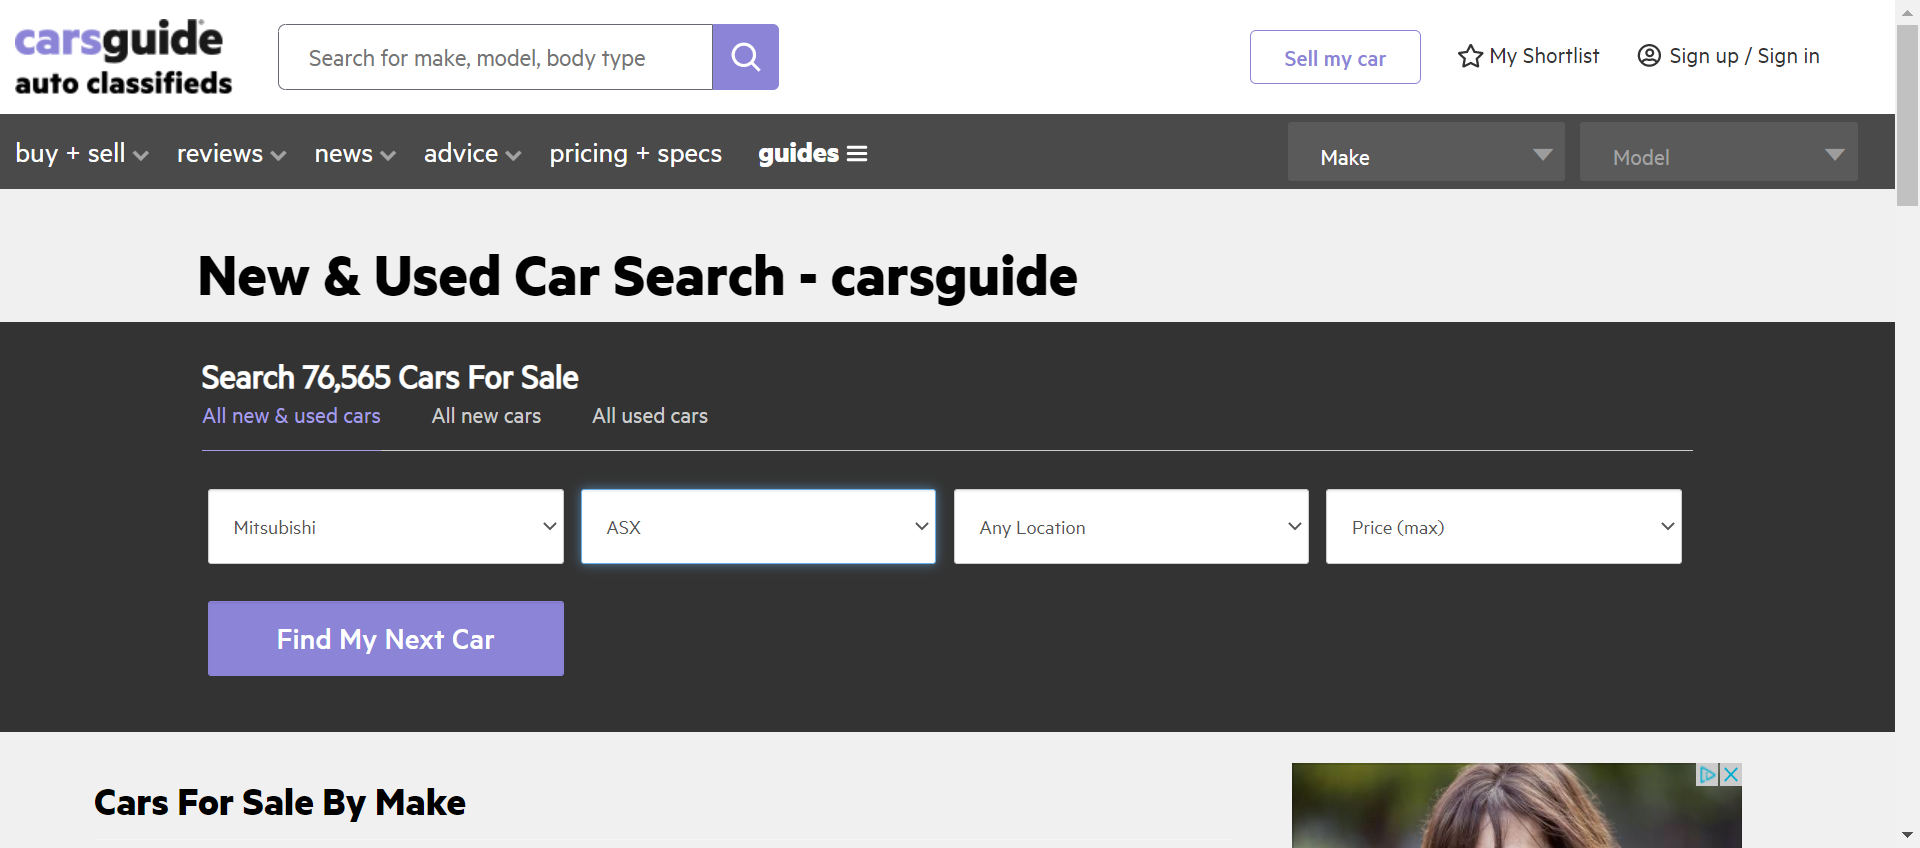 carsguide
auto classifieds
Search for make, model, body type
Sell my car
My Shortlist
Sign up / Sign in
buy + sell
reviews
news
advice
pricing + specs
guides
Make
Model
New & Used Car Search - carsguide
Search 76,565 Cars For Sale
All new & used cars
All new cars
All used cars
Mitsubishi
ASX
Any Location
Price (max)
Find My Next Car
Cars For Sale By Make